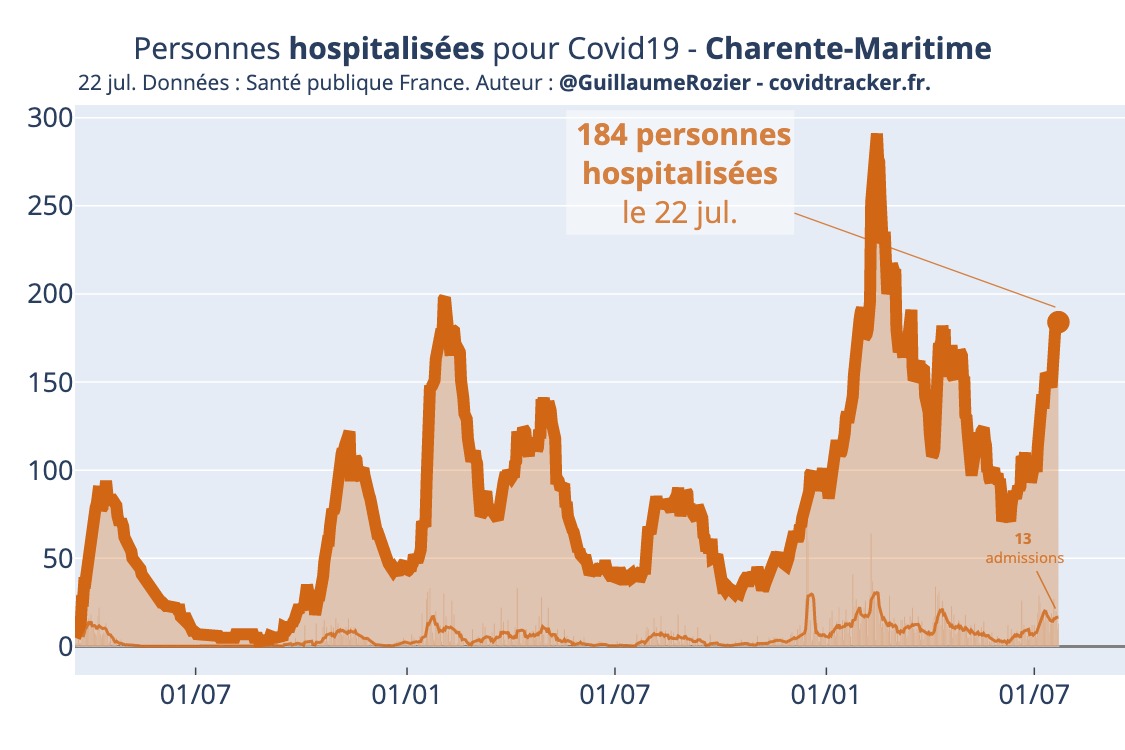 Personnes hospitalisées pour Covid19 - Charente-Maritime
22 jul. Données : Santé publique France. Auteur : @GuillaumeRozier - covidtracker.fr.
300
184 personnes
hospitalisées
le 22 jul.
250
200
150
100
50
0
13
admissions
01/07
01/01
01/07
01/01
01/07